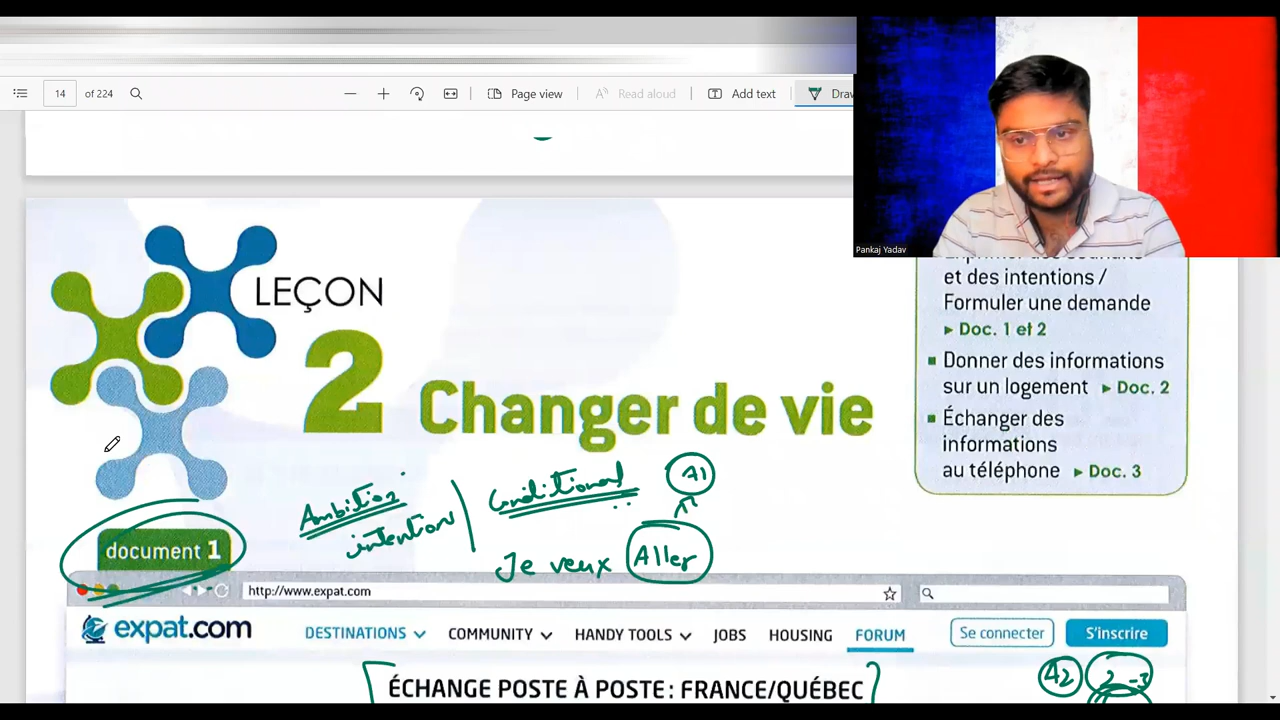 14 of 224
Page view
Read aloud
Add text
Draw
Pankaj Yadav
et des intentions /
Formuler une demande
▸ Doc. 1 et 2
Donner des informations
sur un logement ▸ Doc. 2
Échanger des
informations
au téléphone ▸ Doc. 3
LEÇON
2 Changer de vie
Ambition
intention
Conditional
A1
Je veux Aller
document 1
http://www.expat.com
expat.com
DESTINATIONS COMMUNITY HANDY TOOLS JOBS HOUSING FORUM
Se connecter S'inscrire
ÉCHANGE POSTE À POSTE : FRANCE/QUÉBEC
A2 2-3